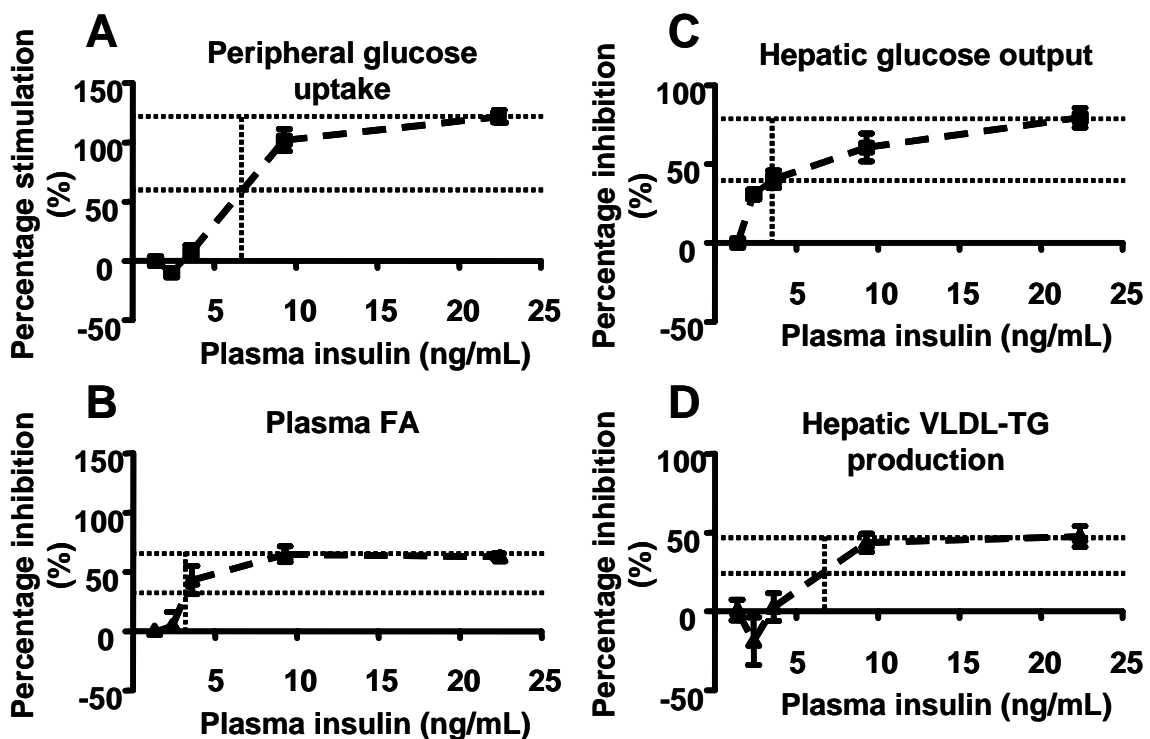 A
Peripheral glucose
uptake
Percentage stimulation
(%)
150
100
50
0
-50
5 10 15 20 25
Plasma insulin (ng/mL)
C
Hepatic glucose output
Percentage inhibition
(%)
100
50
0
-50
5 10 15 20 25
Plasma insulin (ng/mL)
B
Plasma FA
Percentage inhibition
(%)
150
100
50
0
-50
5 10 15 20 25
Plasma insulin (ng/mL)
D
Hepatic VLDL-TG
production
Percentage inhibition
(%)
100
50
0
-50
5 10 15 20 25
Plasma insulin (ng/mL)